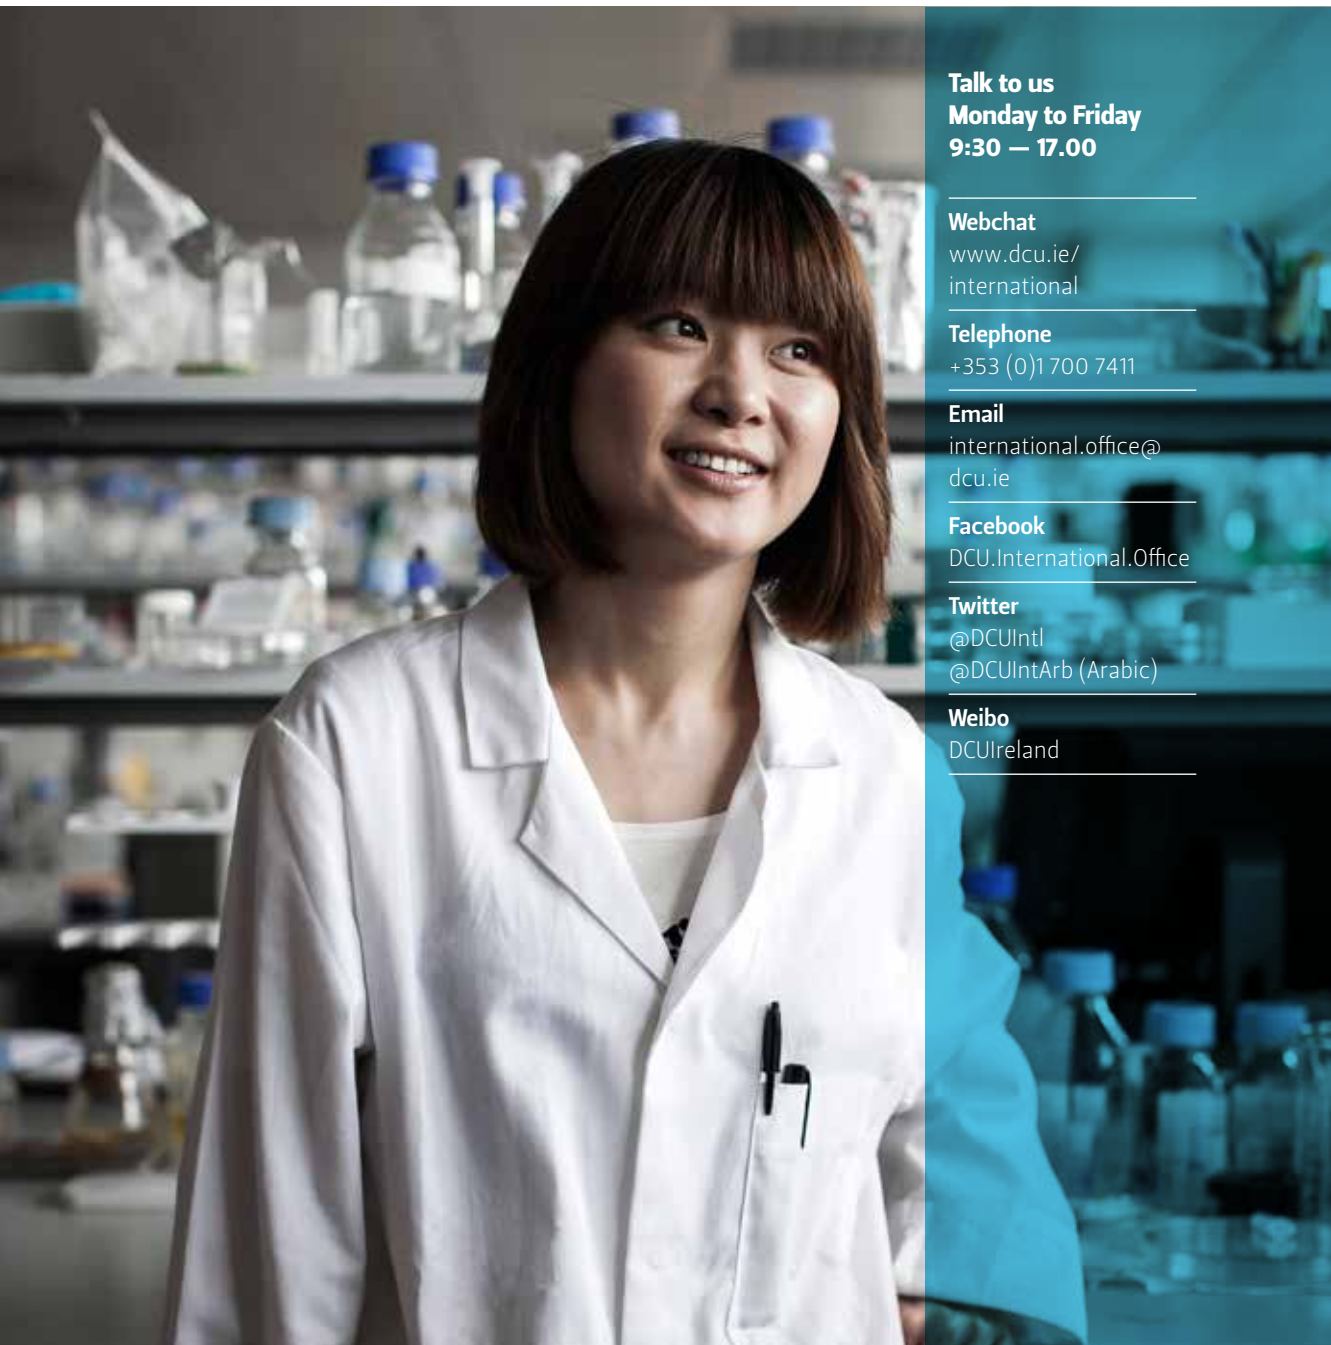 Talk to us
Monday to Friday
9:30 — 17.00
Webchat
www.dcu.ie/
international
Telephone
+353 (0)1 700 7411
Email
international.office@
dcu.ie
Facebook
DCU.International.Office
Twitter
@DCUIntl
@DCUIntArb (Arabic)
Weibo
DCUIreland